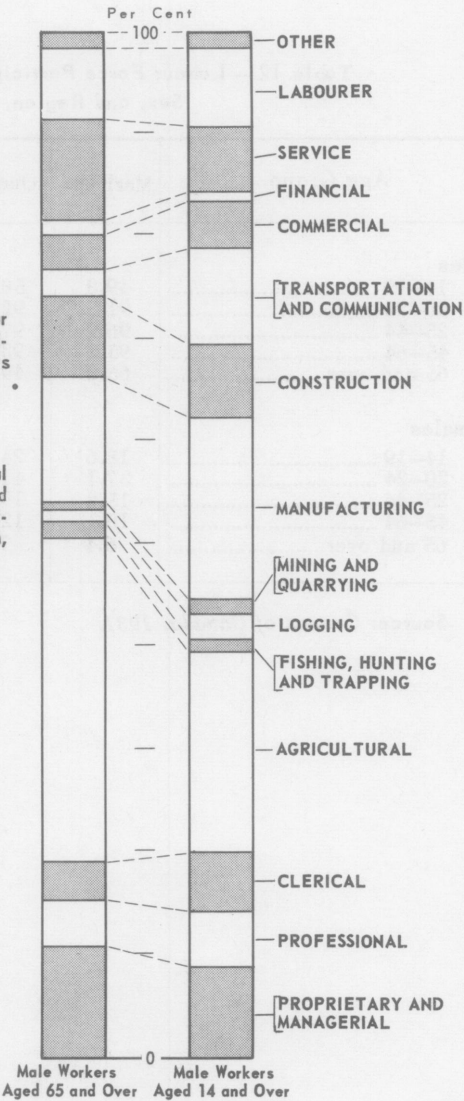 Per Cent
100
OTHER
LABOURER
SERVICE
FINANCIAL
COMMERCIAL
TRANSPORTATION
AND COMMUNICATION
CONSTRUCTION
MANUFACTURING
MINING AND
QUARRYING
LOGGING
FISHING, HUNTING
AND TRAPPING
AGRICULTURAL
CLERICAL
PROFESSIONAL
PROPRIETARY AND
MANAGERIAL
0
Male Workers
Aged 65 and Over
Male Workers
Aged 14 and Over